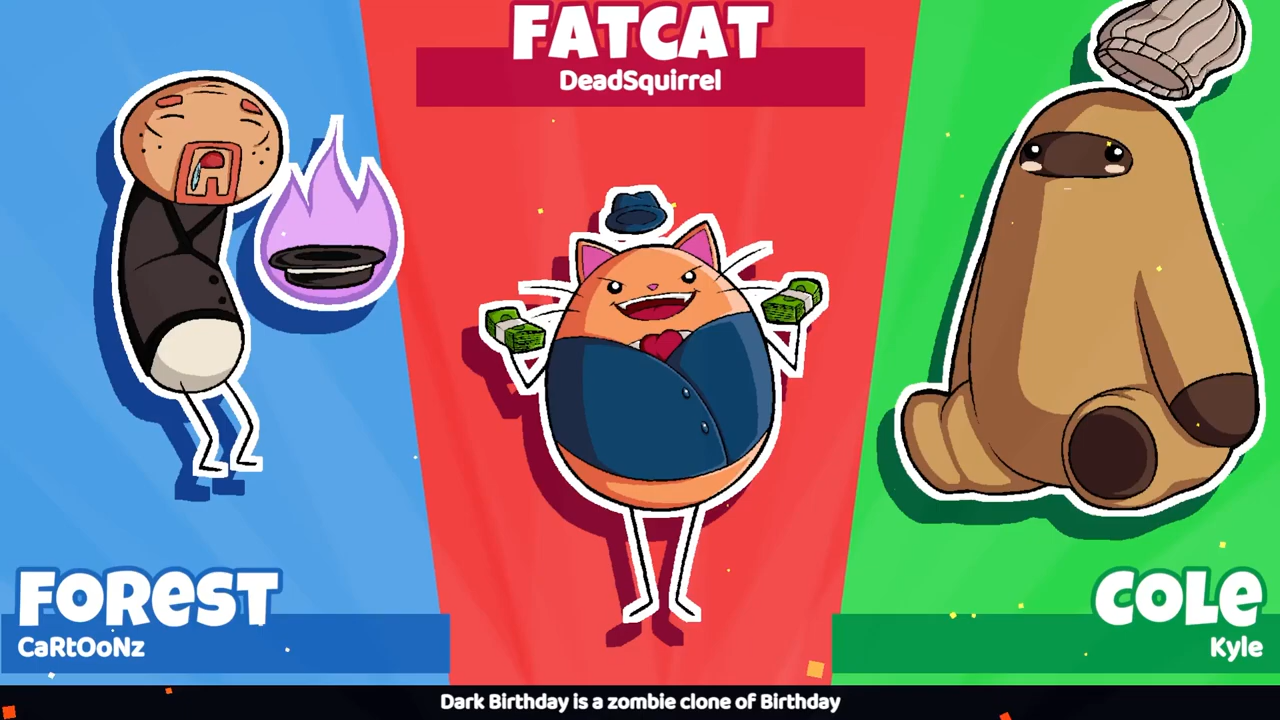 FATCAT
DeadSquirrel
FOReST
CaRtOoNz
COLe
Kyle
Dark Birthday is a zombie clone of Birthday